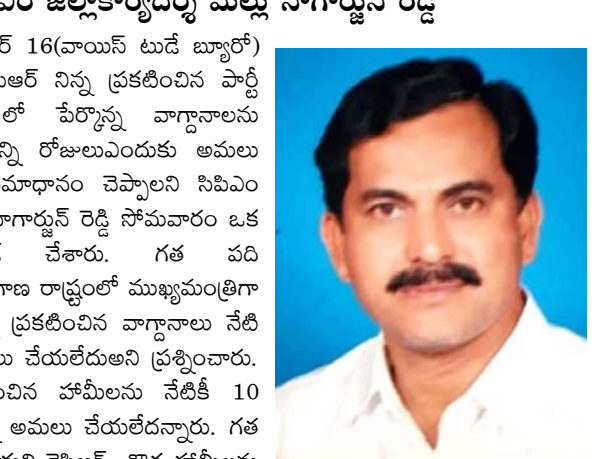 జిల్లాకార్యదర్శి మల్లు నాగార్జున రెడ్డి
16(వాయిస్ టుడే బ్యూరో)
నిన్న ప్రకటించిన పార్టీ
లో పేర్కొన్న వాగ్దానాలను
రోజులుఎందుకు అమలు
చెప్పాలని సిపిఎం
రెడ్డి సోమవారం ఒక
చేశారు. గత పది
రాష్ట్రంలో ముఖ్యమంత్రిగా
ప్రకటించిన వాగ్దానాలు నేటి
చేయలేదుఅని ప్రశ్నించారు.
హామీలను నేటికీ 10
అమలు చేయలేదన్నారు. గత